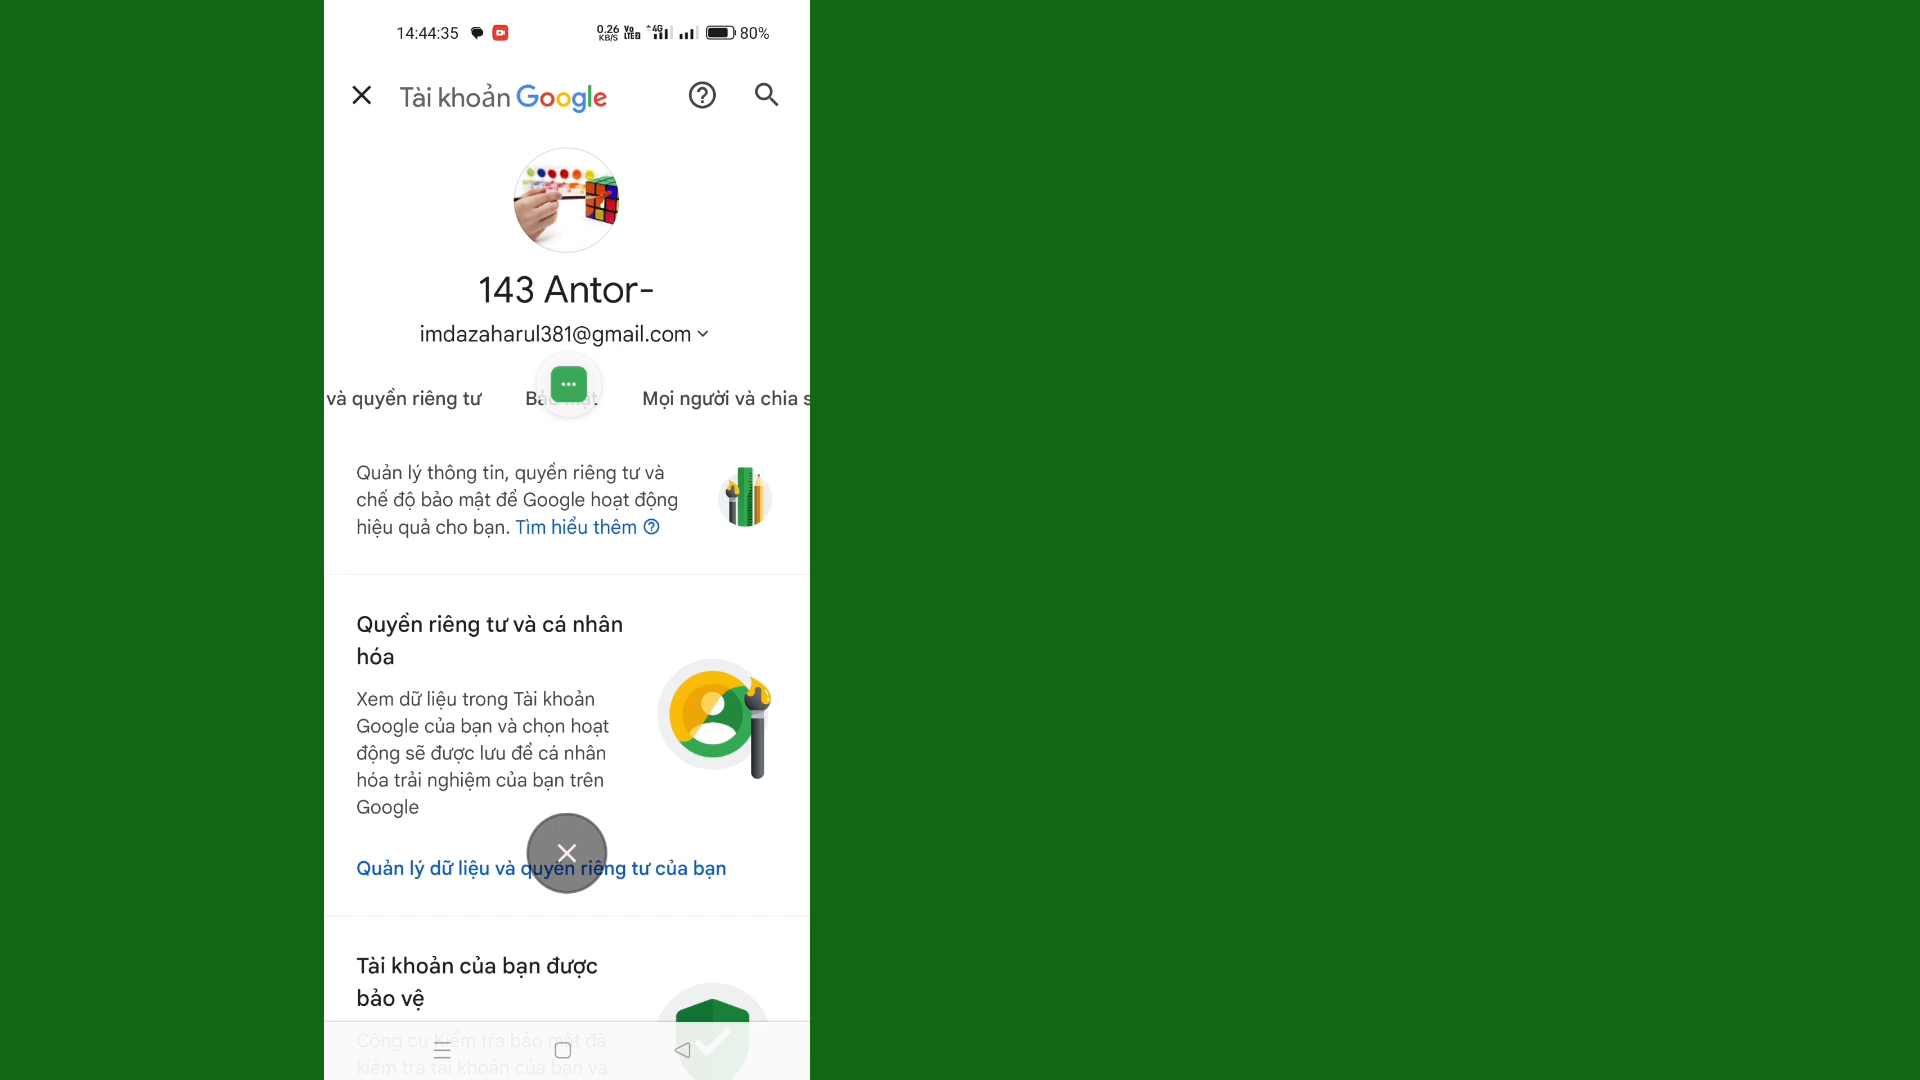 14:44:35
0.26 KB/S
Vo LTE 2
4G
80%
Tài khoản Google
143 Antor-
imdazaharul381@gmail.com
và quyền riêng tư
Mọi người và chia s
Quản lý thông tin, quyền riêng tư và
chế độ bảo mật để Google hoạt động
hiệu quả cho bạn. Tìm hiểu thêm
Quyền riêng tư và cá nhân
hóa
Xem dữ liệu trong Tài khoản
Google của bạn và chọn hoạt
động sẽ được lưu để cá nhân
hóa trải nghiệm của bạn trên
Google
Quản lý dữ liệu và quyền riêng tư của bạn
Tài khoản của bạn được
bảo vệ
Công cụ Kiểm tra bảo mật đã
kiểm tra tài khoản của bạn và